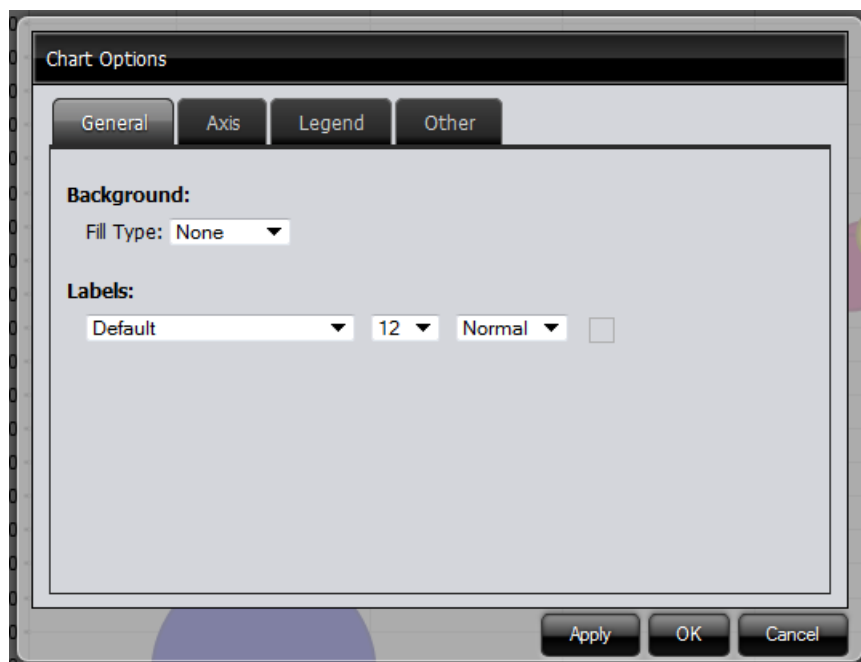 Chart Options
General Axis Legend Other
Background:
Fill Type: None
Labels:
Default 12 Normal
Apply OK Cancel